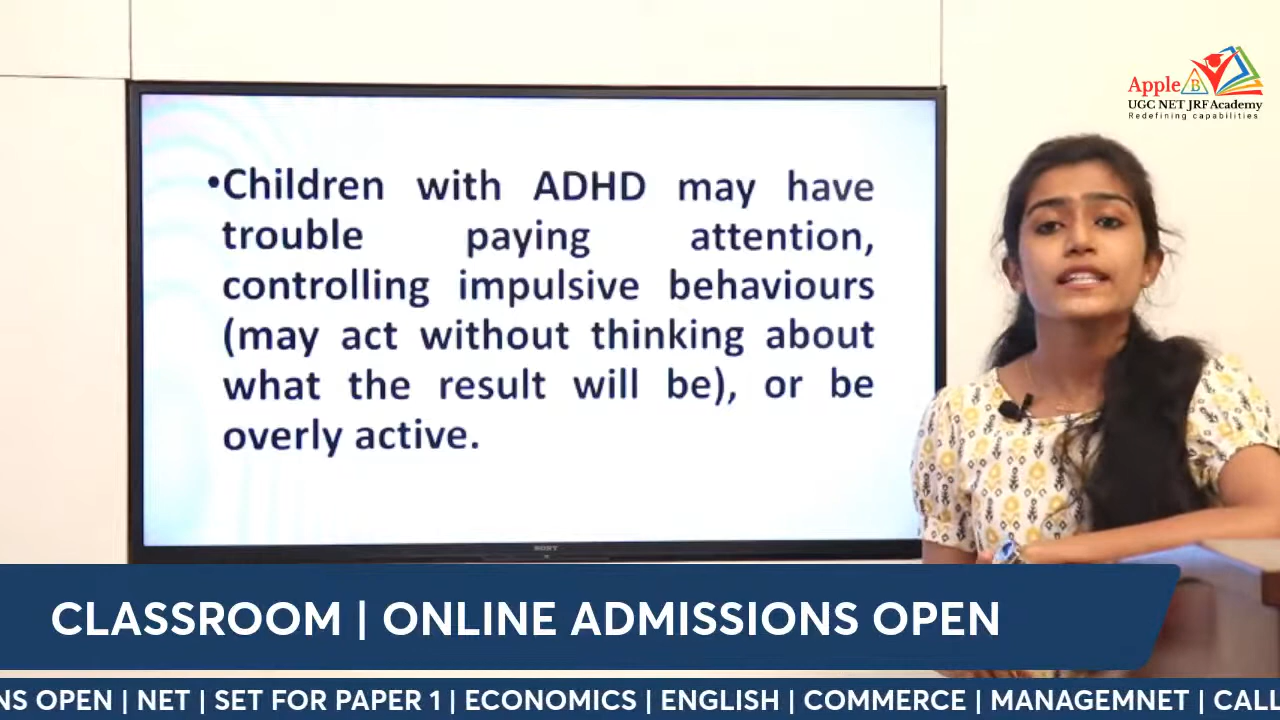 Apple B
UGC NET JRF Academy
Redefining capabilities
•Children with ADHD may have
trouble paying attention,
controlling impulsive behaviours
(may act without thinking about
what the result will be), or be
overly active.
SONY
CLASSROOM | ONLINE ADMISSIONS OPEN
NS OPEN | NET | SET FOR PAPER 1 | ECONOMICS | ENGLISH | COMMERCE | MANAGEMNET | CALL